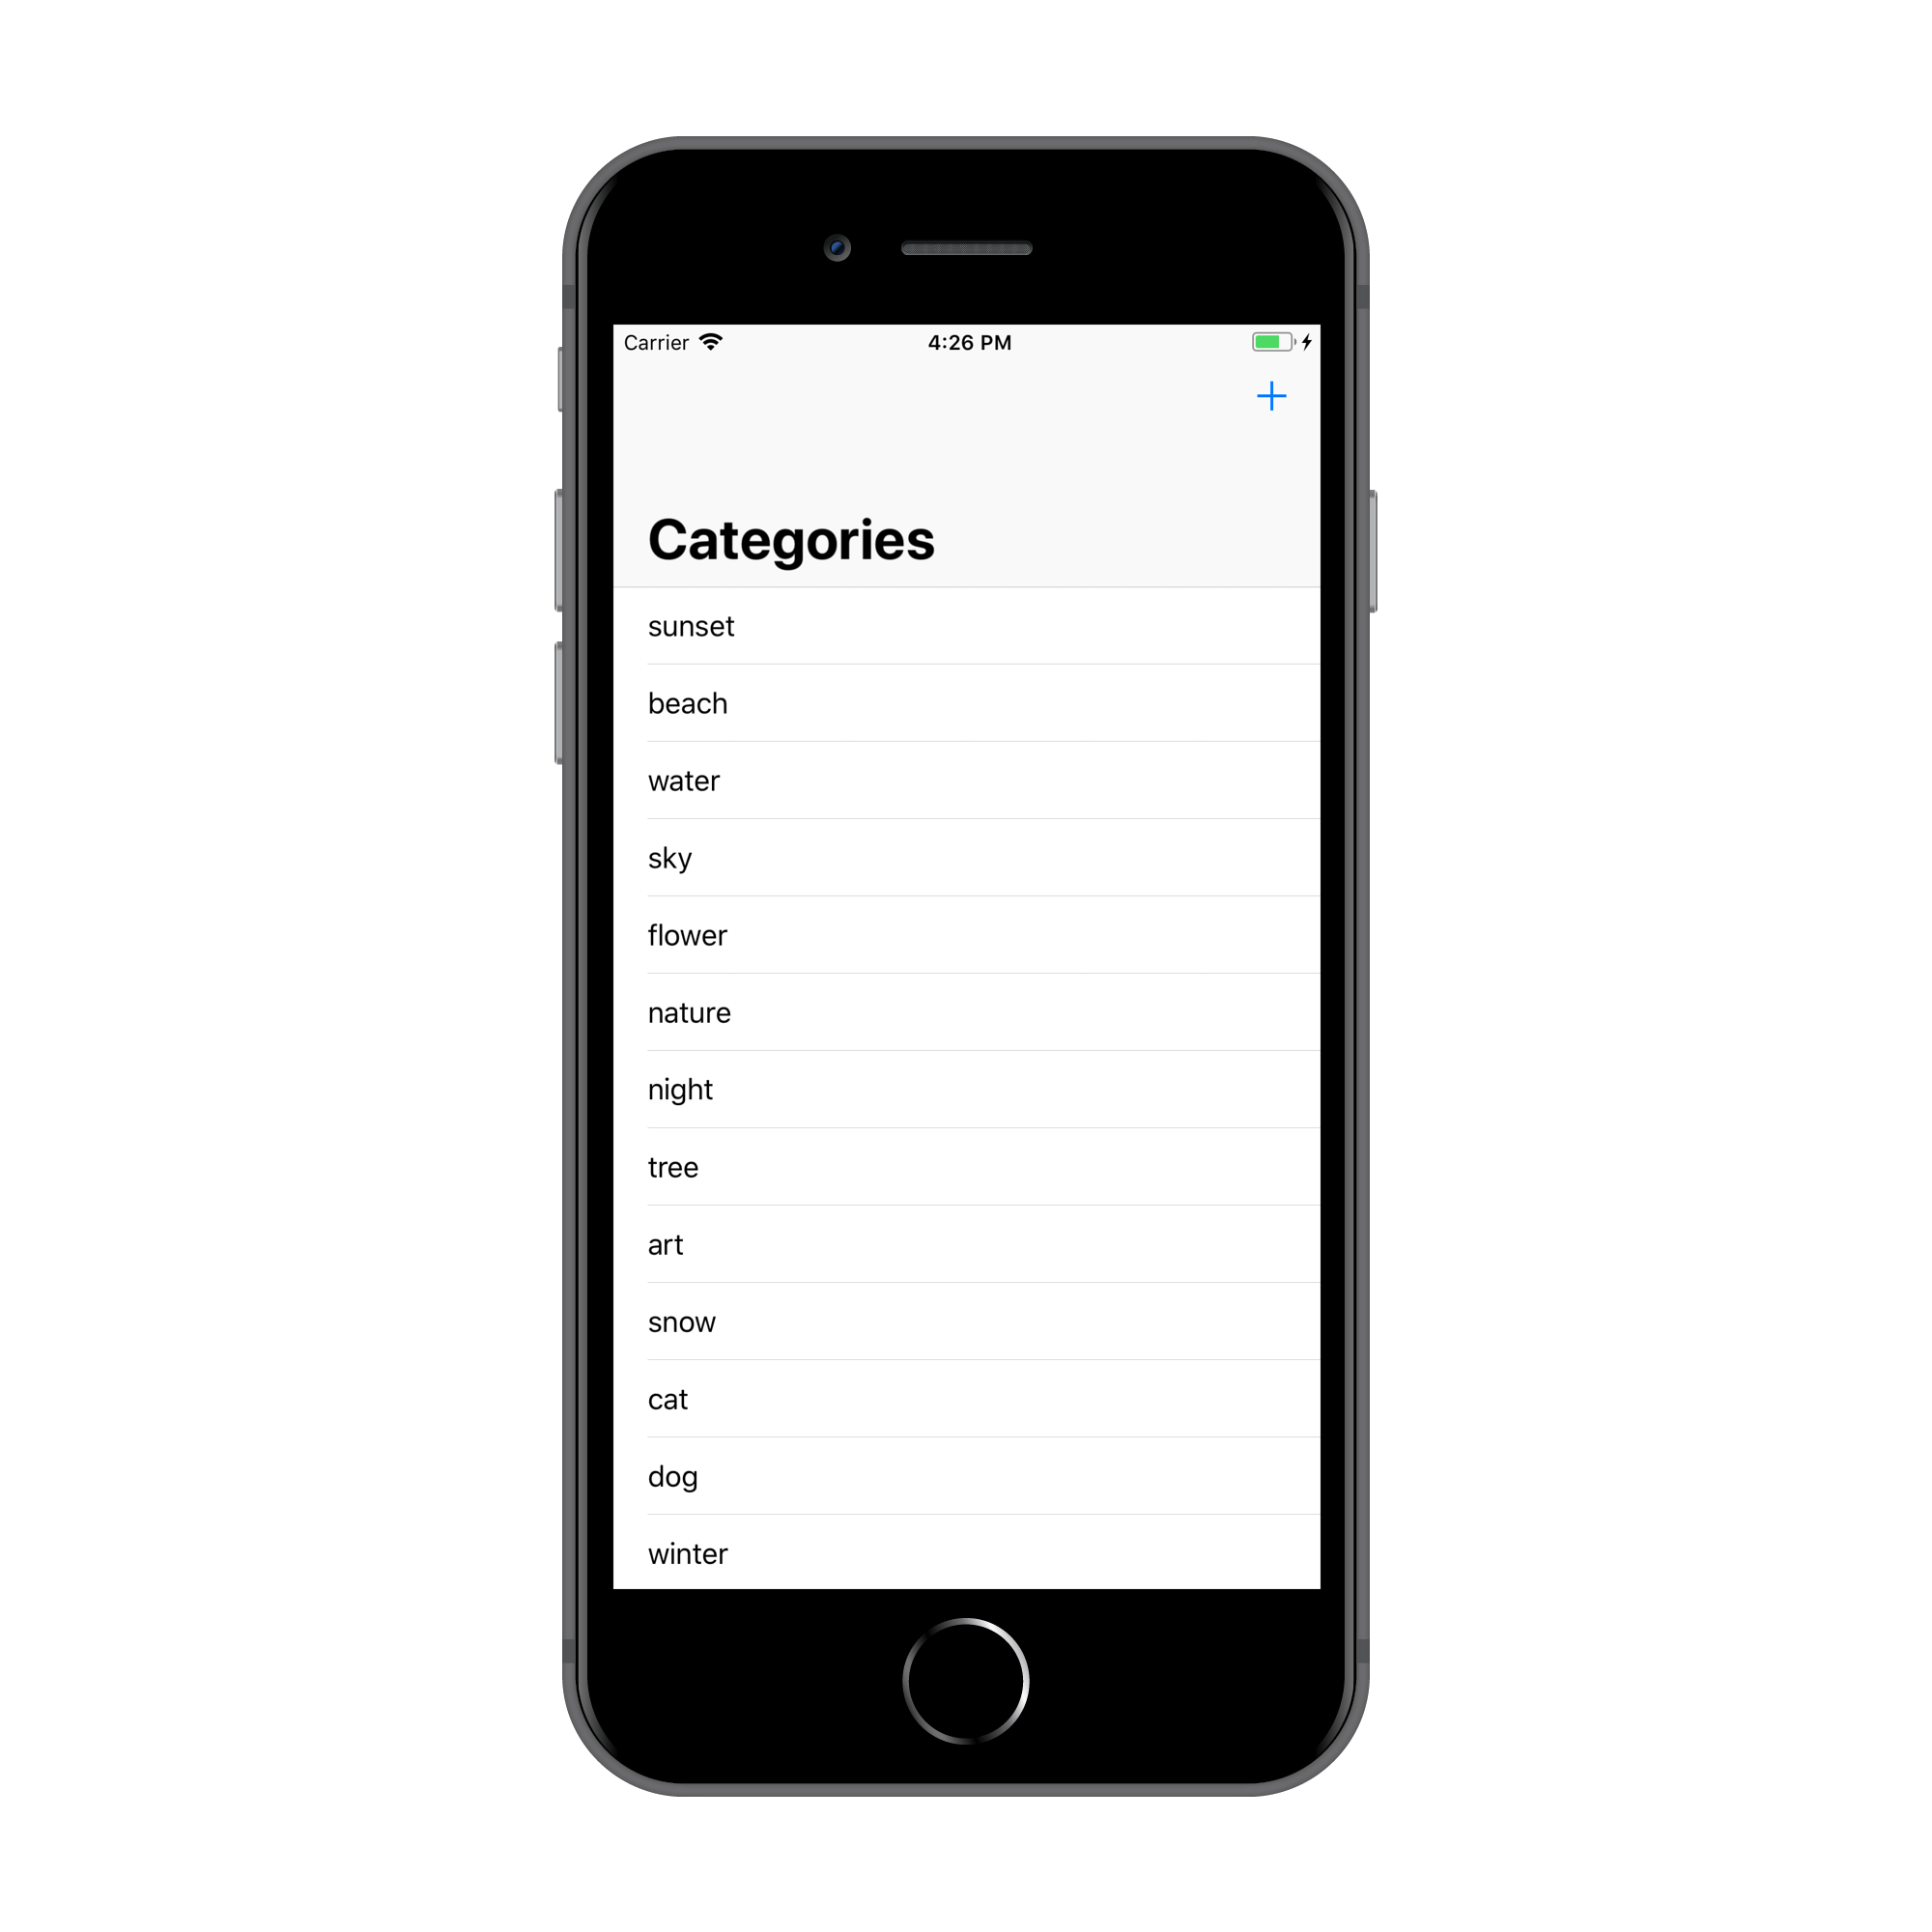 Carrier 4:26 PM
Categories
sunset
beach
water
sky
flower
nature
night
tree
art
snow
cat
dog
winter